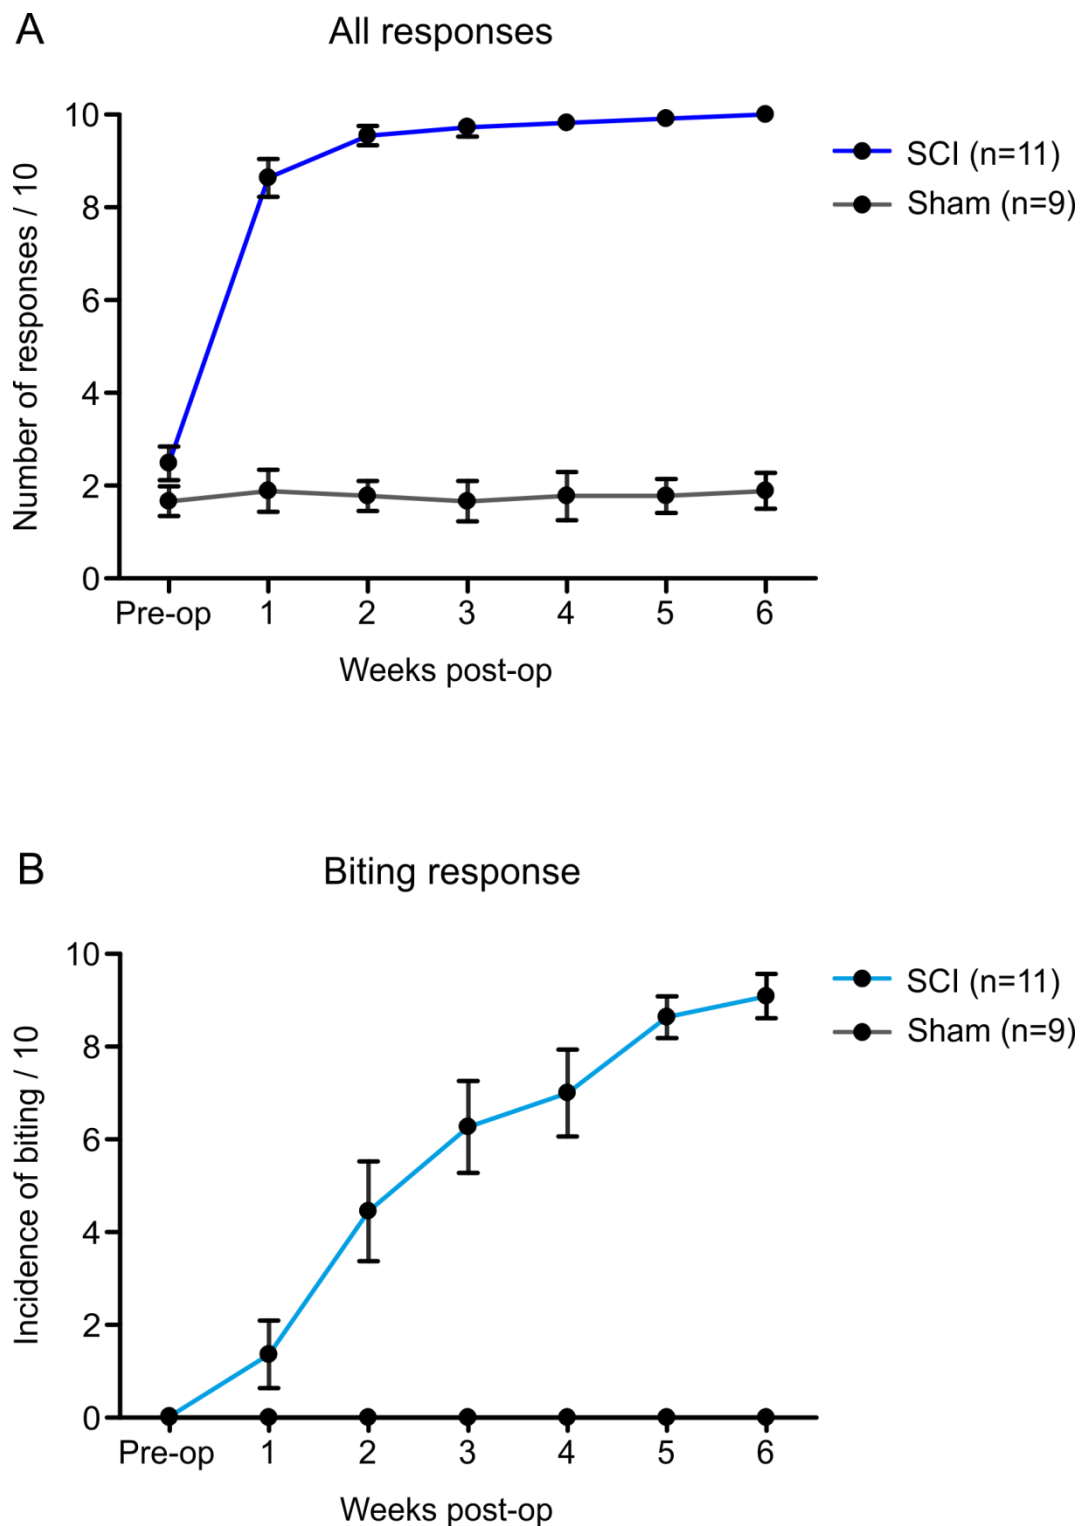 A
All responses
Number of responses / 10
10
8
6
4
2
0
Pre-op 1 2 3 4 5 6
Weeks post-op
SCI (n=11)
Sham (n=9)
B
Biting response
Incidence of biting / 10
10
8
6
4
2
0
Pre-op 1 2 3 4 5 6
Weeks post-op
SCI (n=11)
Sham (n=9)